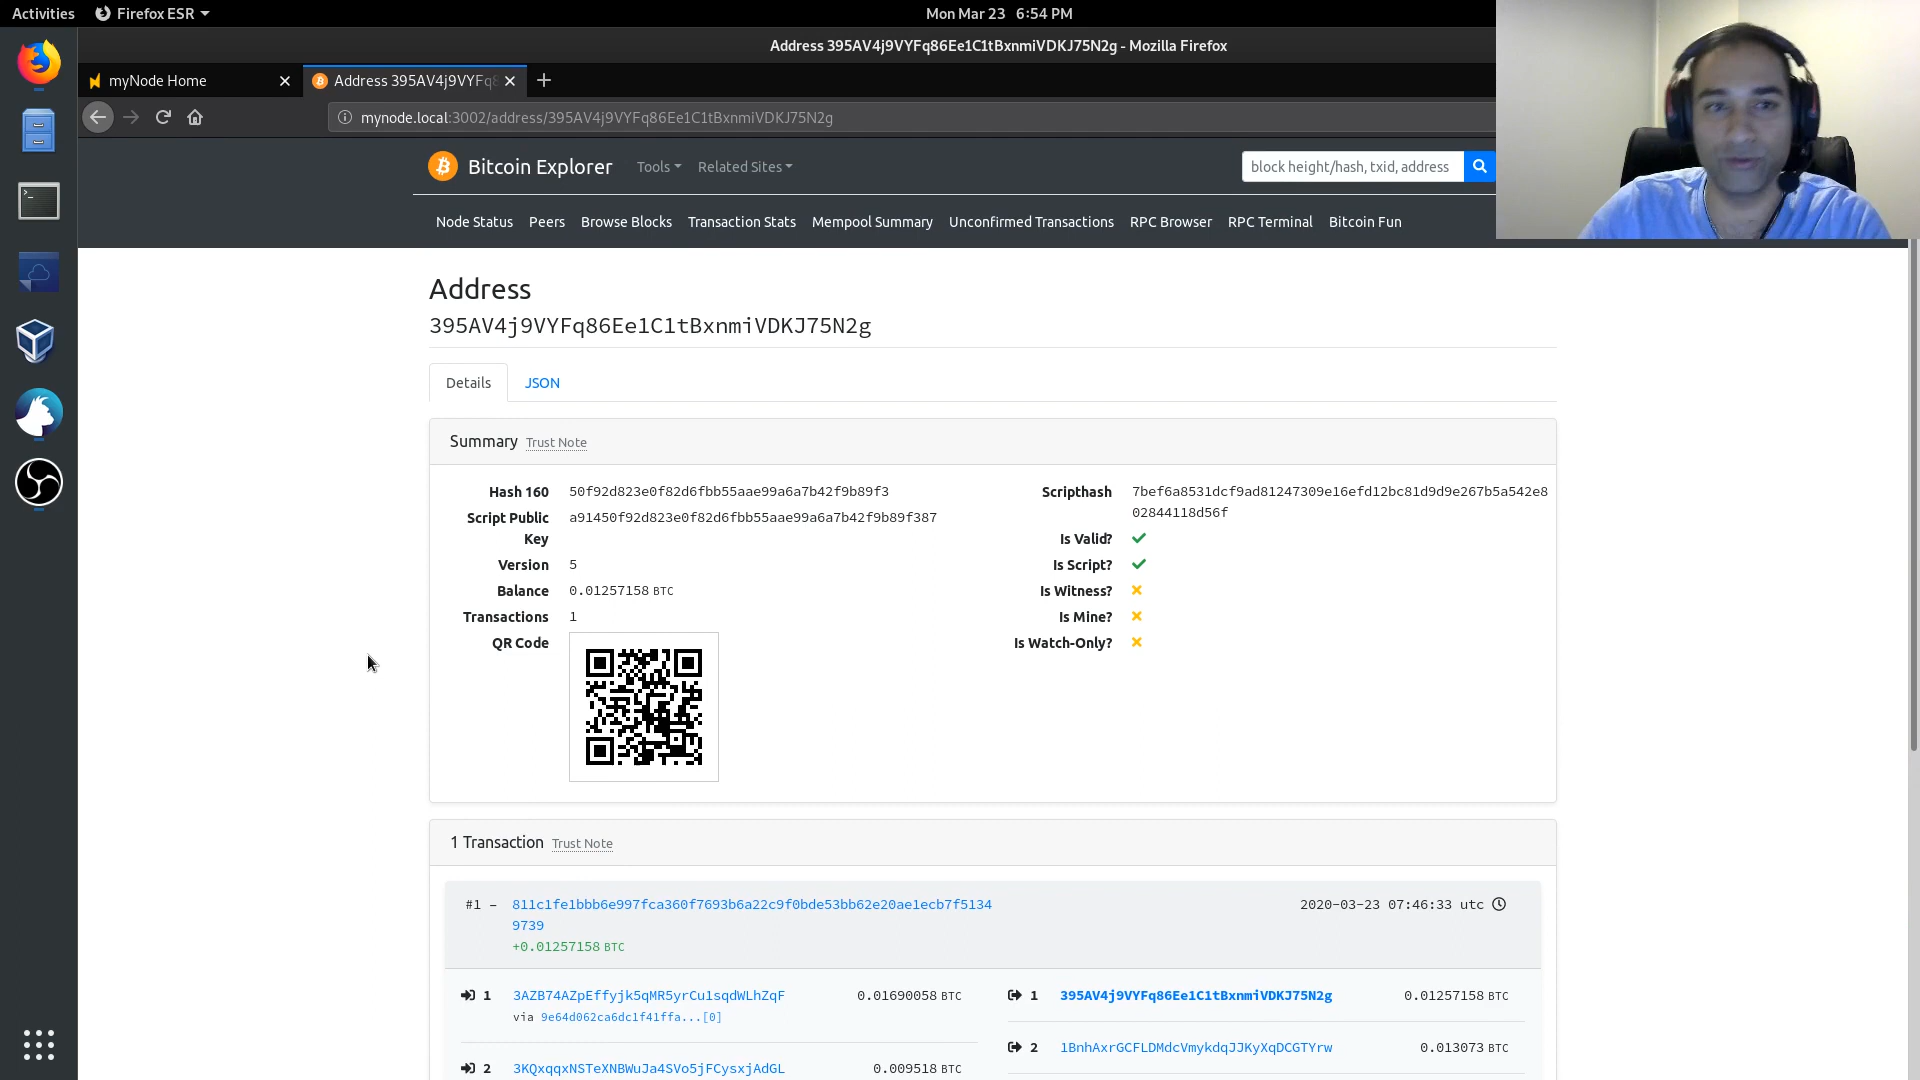 Activities Firefox ESR Mon Mar 23 6:54 PM
Address 395AV4j9VYFq86Ee1C1tBxnmiVDKJ75N2g - Mozilla Firefox
myNode Home Address 395AV4j9VYFq8
mynode.local:3002/address/395AV4j9VYFq86Ee1C1tBxnmiVDKJ75N2g
Bitcoin Explorer Tools Related Sites block height/hash, txid, address
Node Status Peers Browse Blocks Transaction Stats Mempool Summary Unconfirmed Transactions RPC Browser RPC Terminal Bitcoin Fun
Address
395AV4j9VYFq86Ee1C1tBxnmiVDKJ75N2g
Details JSON
Summary Trust Note
Hash 160 50f92d823e0f82d6fbb55aae99a6a7b42f9b89f3
Script Public Key a91450f92d823e0f82d6fbb55aae99a6a7b42f9b89f387
Version 5
Balance 0.01257158 BTC
Transactions 1
QR Code
Scripthash 7bef6a8531dcf9ad81247309e16efd12bc81d9d9e267b5a542e8
02844118d56f
Is Valid?
Is Script?
Is Witness?
Is Mine?
Is Watch-Only?
1 Transaction Trust Note
#1 – 811c1fe1bbb6e997fca360f7693b6a22c9f0bde53bb62e20ae1ecb7f5134 2020-03-23 07:46:33 utc
9739
+0.01257158 BTC
1 3AZB74AZpEffyjk5qMR5yrCu1sqdWLhZqF 0.01690058 BTC
via 9e64d062ca6dc1f41ffa...[0]
2 3KQxqqxNSTeXNBWuJa4SVo5jFCysxjAdGL 0.009518 BTC
1 395AV4j9VYFq86Ee1C1tBxnmiVDKJ75N2g 0.01257158 BTC
2 1BnhAxrGCFLDMdcVmykdqJJKyXqDCGTYrw 0.013073 BTC